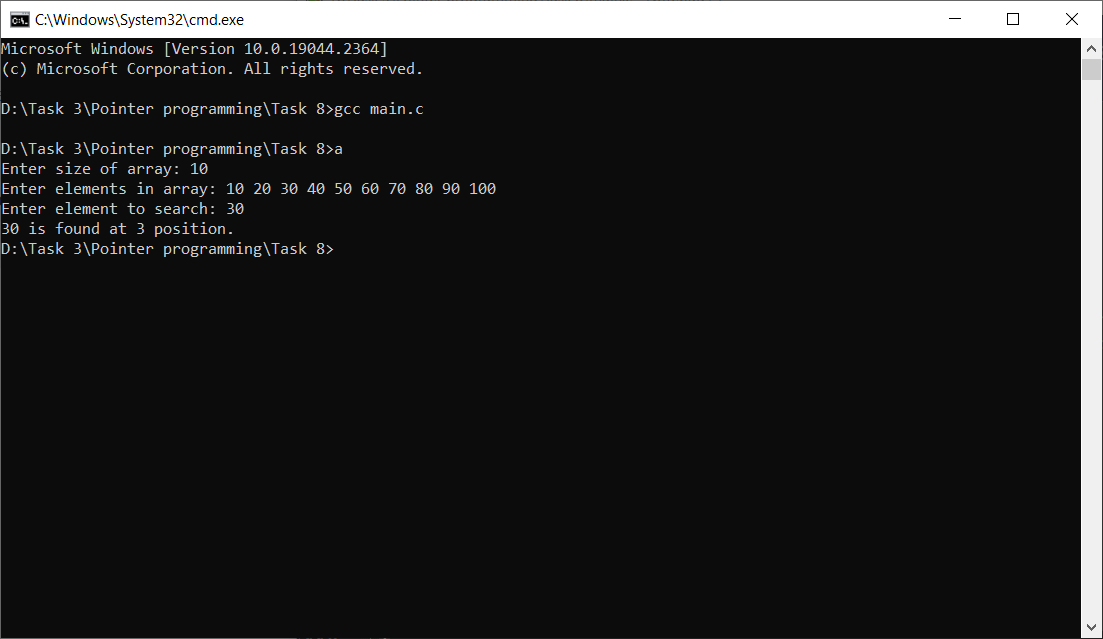 C:\Windows\System32\cmd.exe
Microsoft Windows [Version 10.0.19044.2364]
(c) Microsoft Corporation. All rights reserved.
D:\Task 3\Pointer programming\Task 8>gcc main.c
D:\Task 3\Pointer programming\Task 8>a
Enter size of array: 10
Enter elements in array: 10 20 30 40 50 60 70 80 90 100
Enter element to search: 30
30 is found at 3 position.
D:\Task 3\Pointer programming\Task 8>